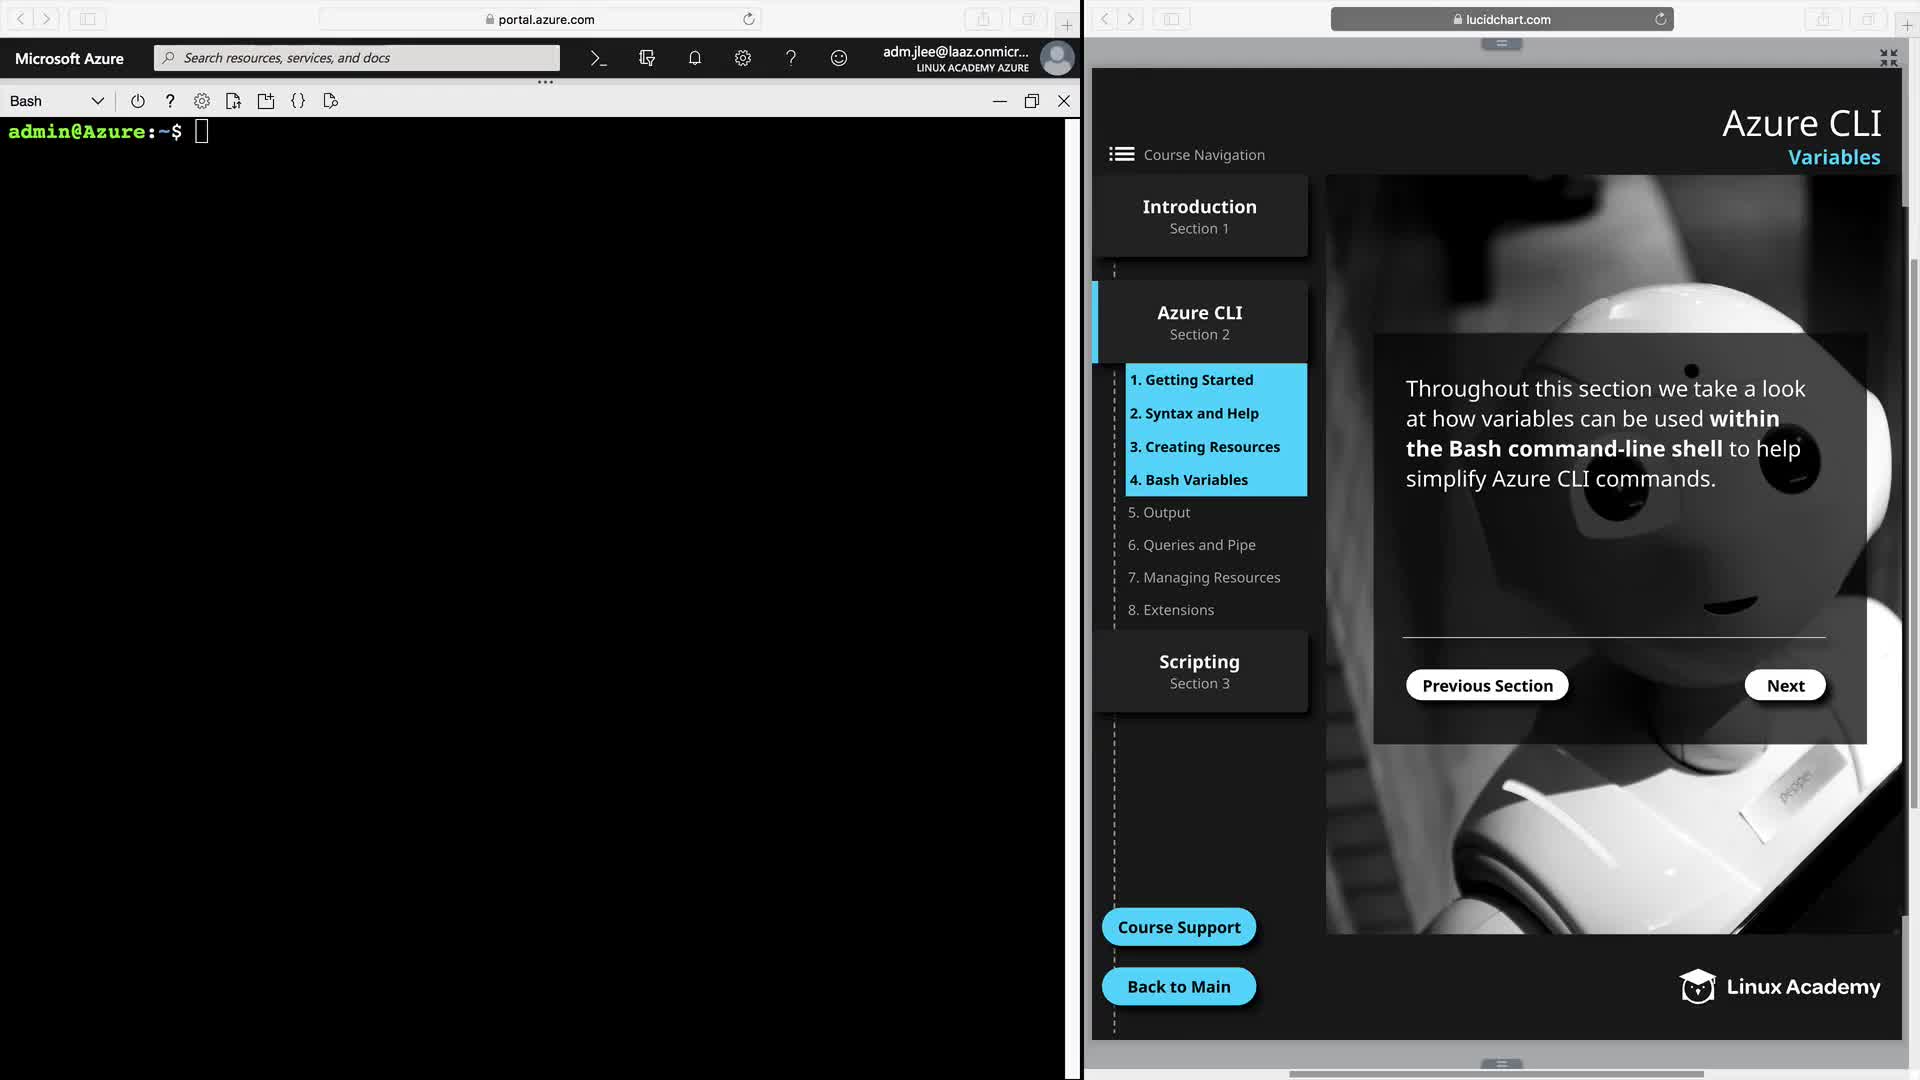 portal.azure.com
Microsoft Azure
Search resources, services, and docs
adm.jlee@laaz.onmicr...
LINUX ACADEMY AZURE
Bash
admin@Azure:~$
lucidchart.com
Azure CLI
Variables
Course Navigation
Introduction
Section 1
Azure CLI
Section 2
1. Getting Started
2. Syntax and Help
3. Creating Resources
4. Bash Variables
5. Output
6. Queries and Pipe
7. Managing Resources
8. Extensions
Scripting
Section 3
Throughout this section we take a look
at how variables can be used within
the Bash command-line shell to help
simplify Azure CLI commands.
Previous Section
Next
pepper
Course Support
Back to Main
Linux Academy